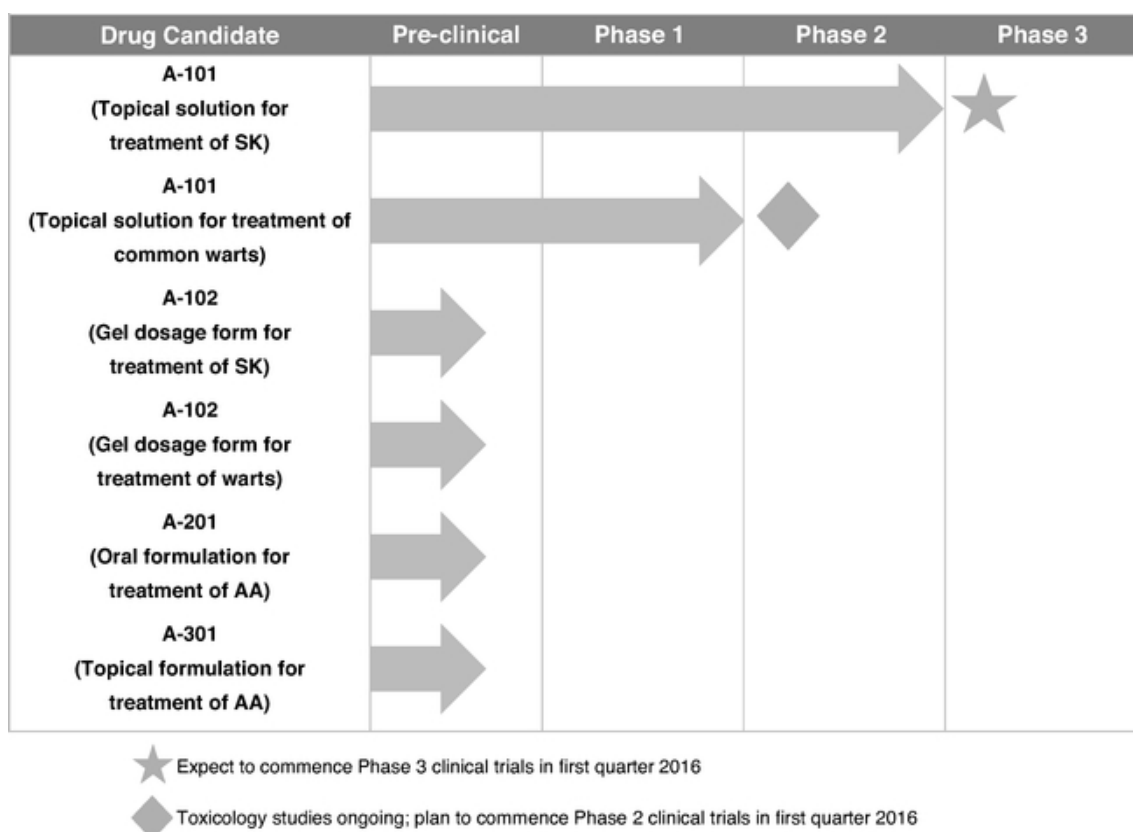 Drug Candidate Pre-clinical Phase 1 Phase 2 Phase 3
A-101
(Topical solution for
treatment of SK)
A-101
(Topical solution for treatment of
common warts)
A-102
(Gel dosage form for
treatment of SK)
A-102
(Gel dosage form for
treatment of warts)
A-201
(Oral formulation for
treatment of AA)
A-301
(Topical formulation for
treatment of AA)
Expect to commence Phase 3 clinical trials in first quarter 2016
Toxicology studies ongoing; plan to commence Phase 2 clinical trials in first quarter 2016